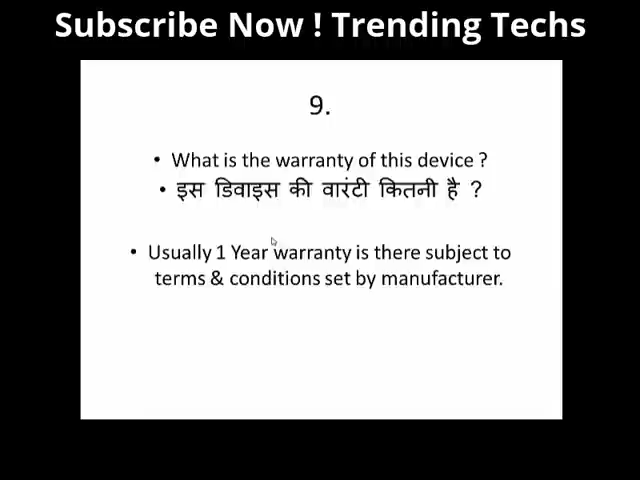 Subscribe Now ! Trending Techs
9.
• What is the warranty of this device ?
• इस डिवाइस की वारंटी कितनी है ?
• Usually 1 Year warranty is there subject to
terms & conditions set by manufacturer.